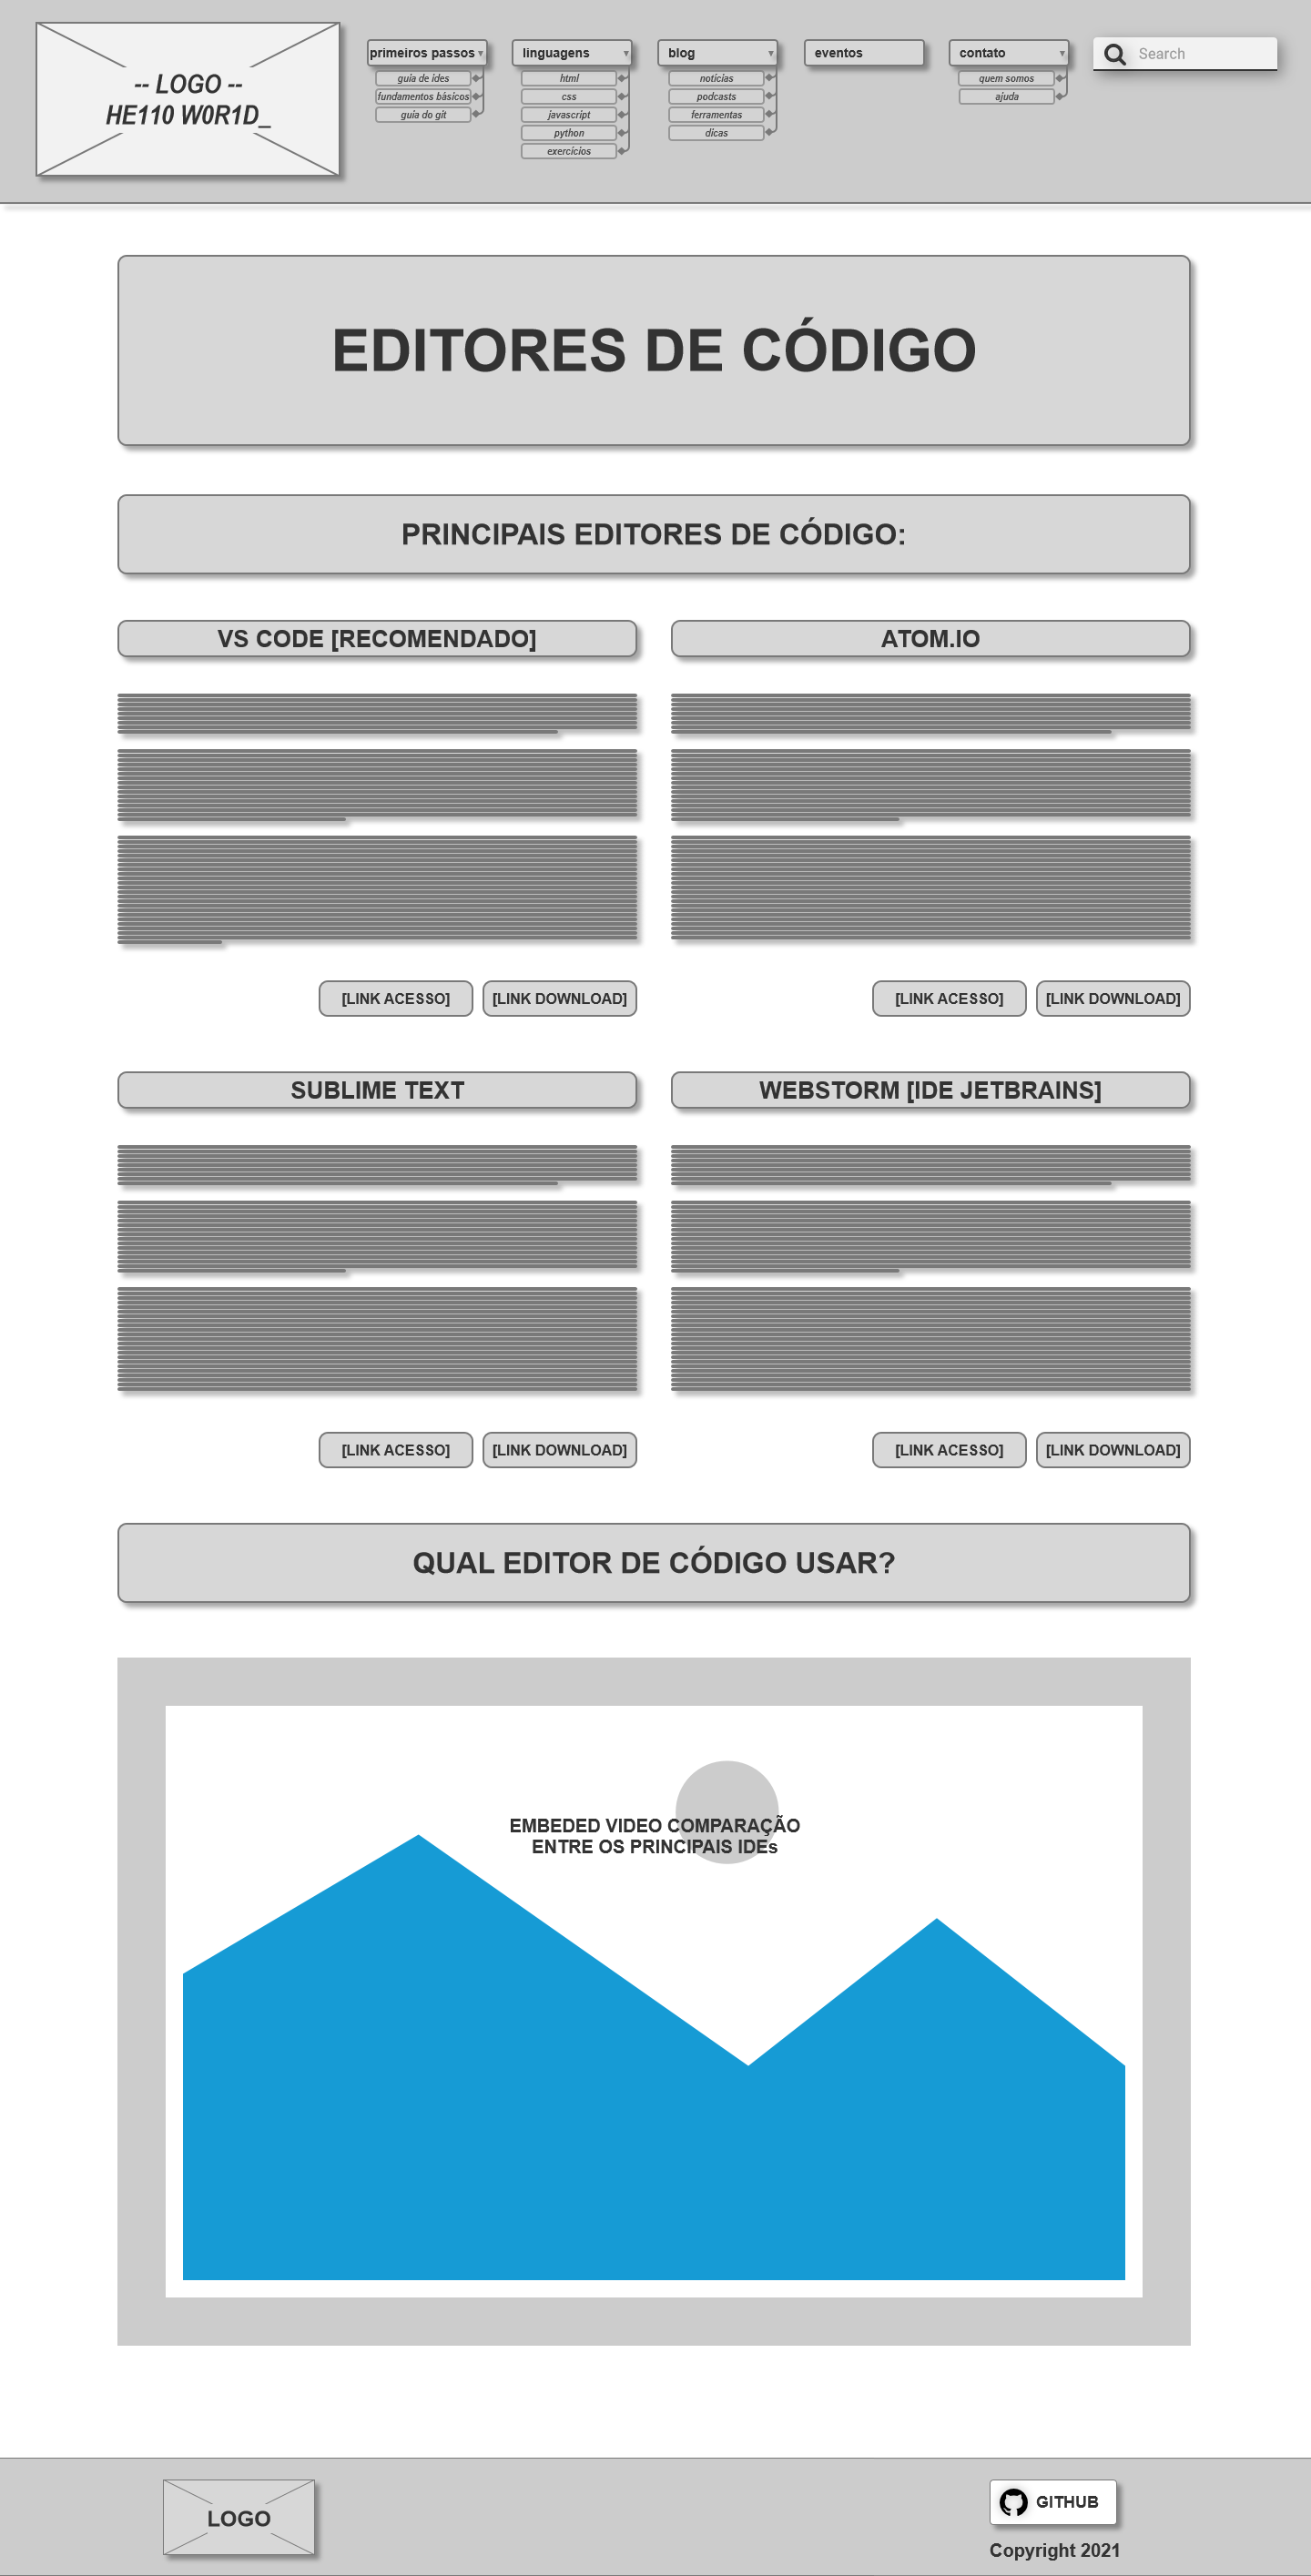 -- LOGO --
HE110 W0R1D_
primeiros passos ▾
guia de ides
fundamentos básicos
guia do git
linguagens ▾
html
css
javascript
python
exercícios
blog ▾
notícias
podcasts
ferramentas
dicas
eventos
contato ▾
quem somos
ajuda
Search
EDITORES DE CÓDIGO
PRINCIPAIS EDITORES DE CÓDIGO:
VS CODE [RECOMENDADO]
[LINK ACESSO] [LINK DOWNLOAD]
ATOM.IO
[LINK ACESSO] [LINK DOWNLOAD]
SUBLIME TEXT
[LINK ACESSO] [LINK DOWNLOAD]
WEBSTORM [IDE JETBRAINS]
[LINK ACESSO] [LINK DOWNLOAD]
QUAL EDITOR DE CÓDIGO USAR?
EMBEDED VIDEO COMPARAÇÃO
ENTRE OS PRINCIPAIS IDEs
LOGO
GITHUB
Copyright 2021